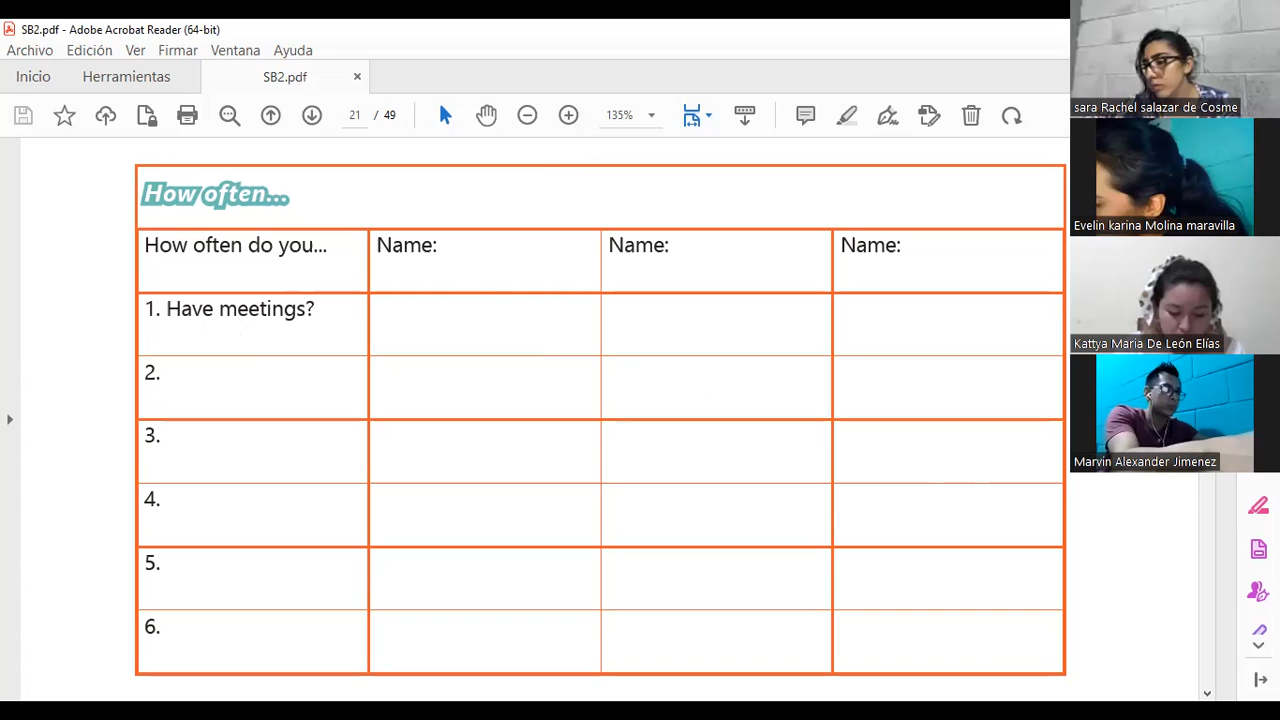 SB2.pdf - Adobe Acrobat Reader (64-bit)
Archivo Edición Ver Firmar Ventana Ayuda
Inicio Herramientas SB2.pdf ×
21 / 49 135%
How often...
How often do you... Name: Name: Name:
1. Have meetings?
2.
3.
4.
5.
6.
sara Rachel salazar de Cosme
Evelin karina Molina maravilla
Kattya Maria De León Elías
Marvin Alexander Jimenez